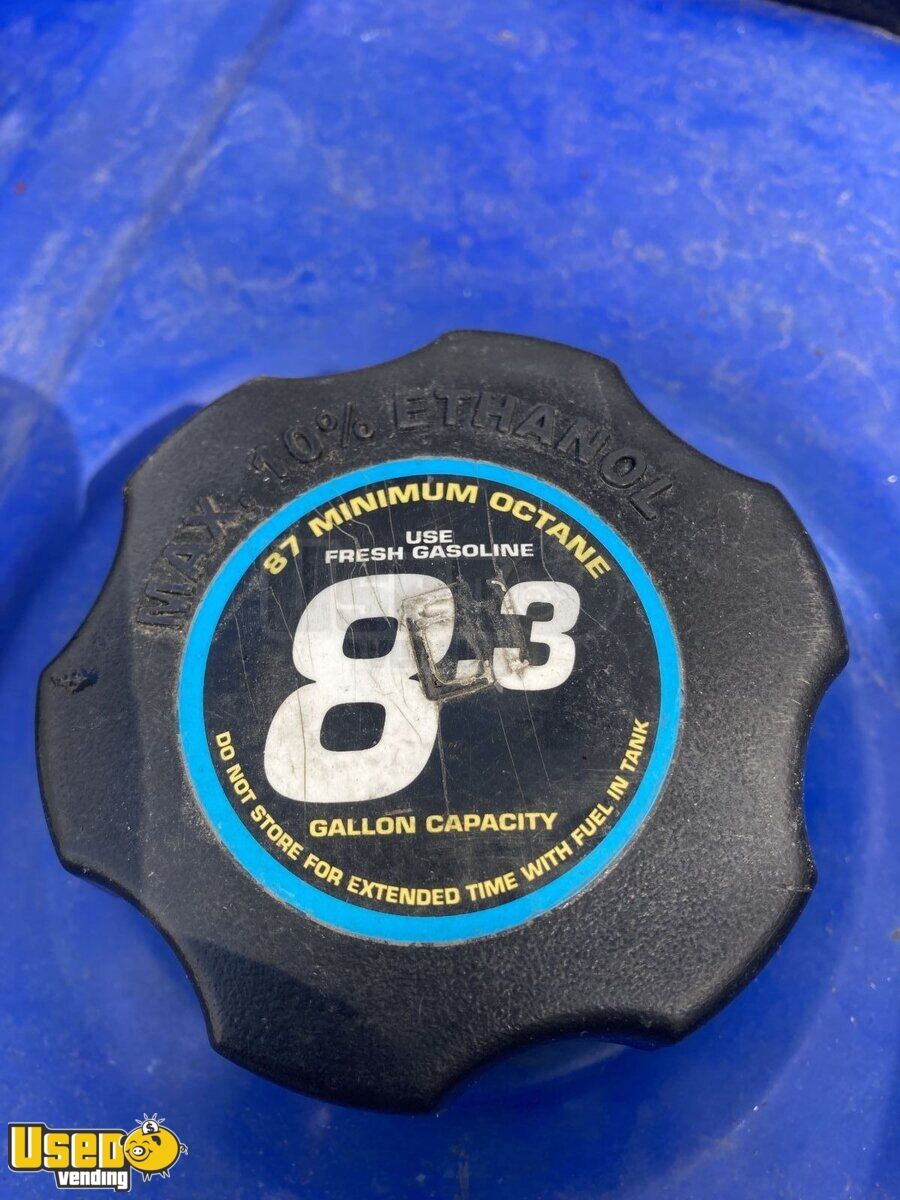 MAX. 10% ETHANOL
87 MINIMUM OCTANE
USE
FRESH GASOLINE
8.3
GALLON CAPACITY
DO NOT STORE FOR EXTENDED TIME WITH FUEL IN TANK
USED
vending